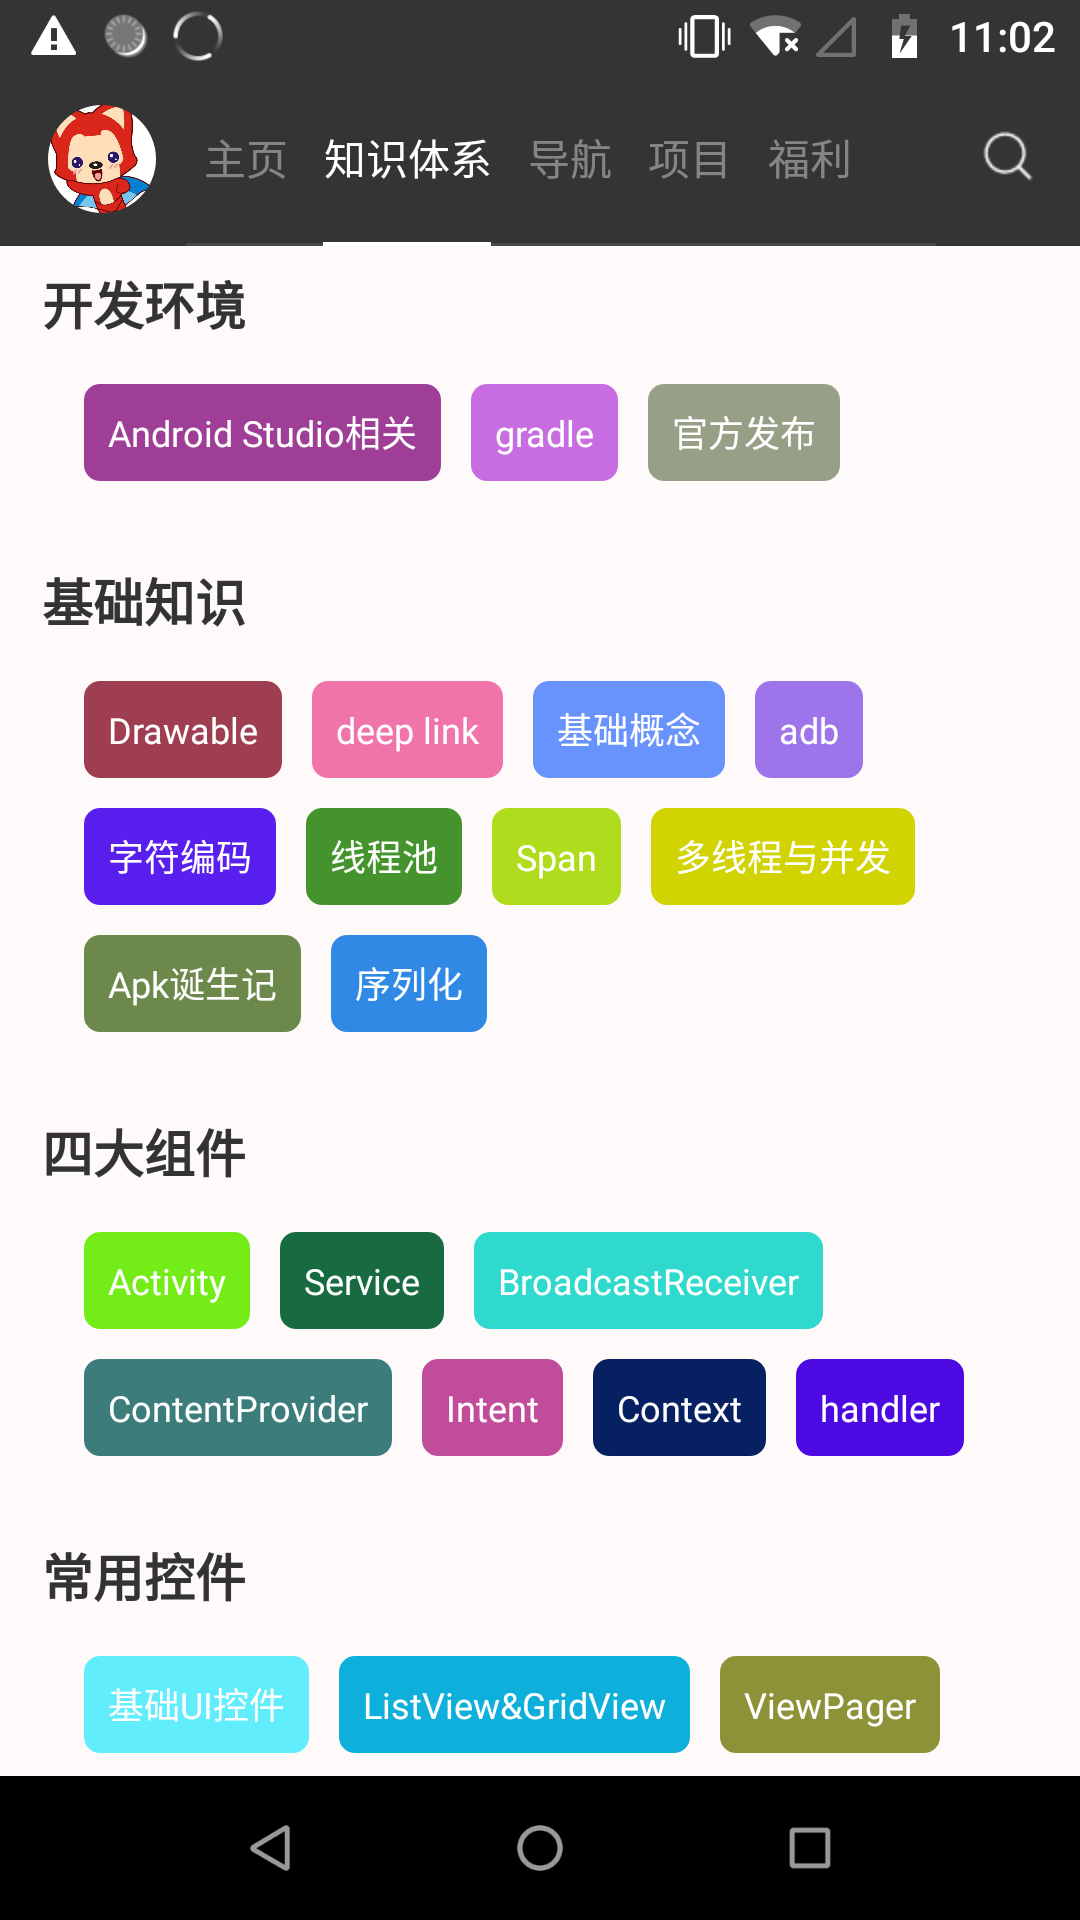 11:02
主页 知识体系 导航 项目 福利
开发环境
Android Studio相关 gradle 官方发布
基础知识
Drawable deep link 基础概念 adb
字符编码 线程池 Span 多线程与并发
Apk诞生记 序列化
四大组件
Activity Service BroadcastReceiver
ContentProvider Intent Context handler
常用控件
基础UI控件 ListView&GridView ViewPager